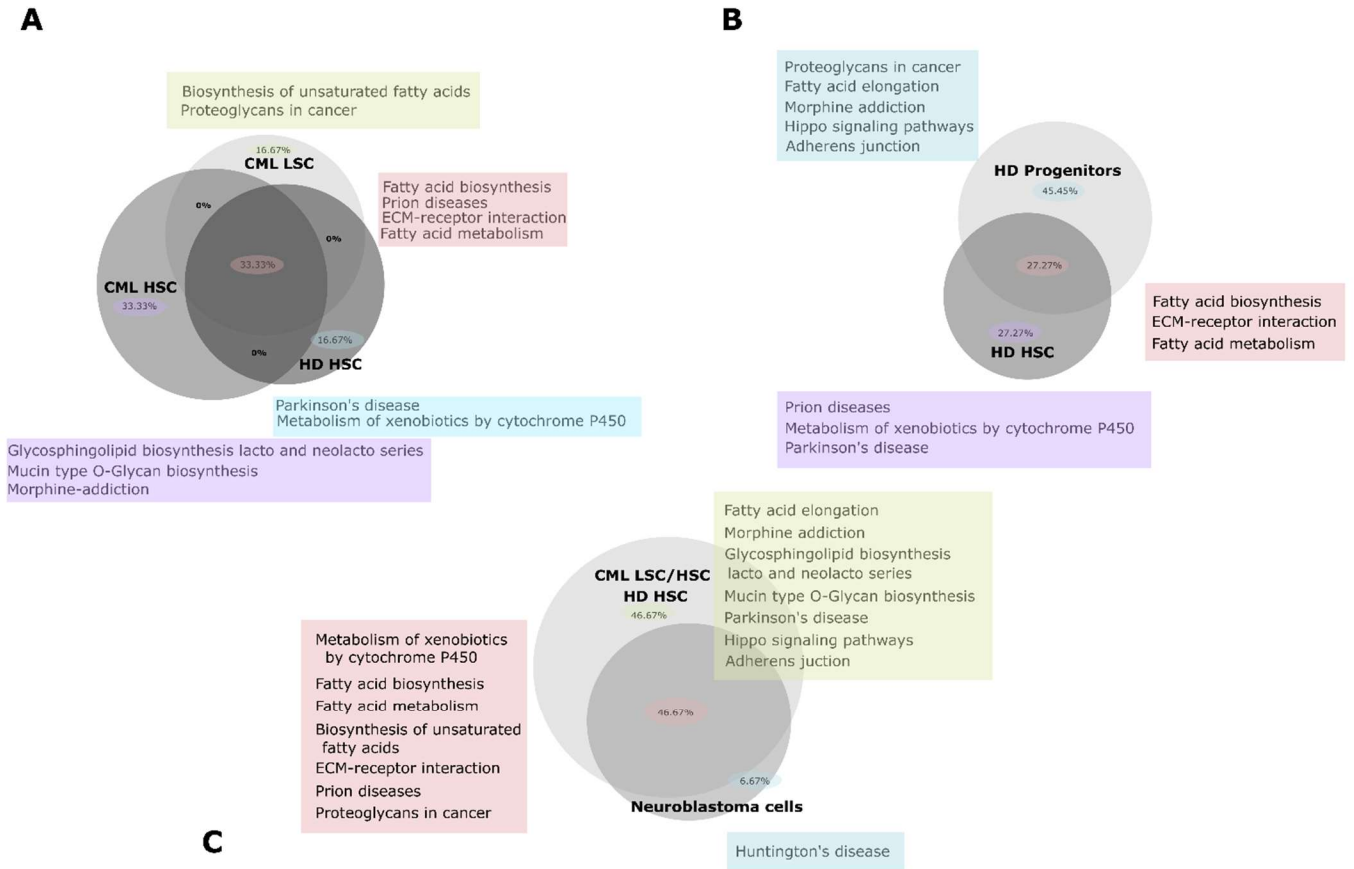 A
Biosynthesis of unsaturated fatty acids
Proteoglycans in cancer
16.67%
CML LSC
Fatty acid biosynthesis
Prion diseases
ECM-receptor interaction
Fatty acid metabolism
0%
0%
33.33%
CML HSC
33.33%
16.67%
0%
HD HSC
Parkinson's disease
Metabolism of xenobiotics by cytochrome P450
Glycosphingolipid biosynthesis lacto and neolacto series
Mucin type O-Glycan biosynthesis
Morphine-addiction
B
Proteoglycans in cancer
Fatty acid elongation
Morphine addiction
Hippo signaling pathways
Adherens junction
HD Progenitors
45.45%
27.27%
Fatty acid biosynthesis
ECM-receptor interaction
Fatty acid metabolism
27.27%
HD HSC
Prion diseases
Metabolism of xenobiotics by cytochrome P450
Parkinson's disease
Fatty acid elongation
Morphine addiction
Glycosphingolipid biosynthesis
lacto and neolacto series
Mucin type O-Glycan biosynthesis
Parkinson's disease
Hippo signaling pathways
Adherens juction
CML LSC/HSC
HD HSC
46.67%
Metabolism of xenobiotics
by cytochrome P450
Fatty acid biosynthesis
Fatty acid metabolism
Biosynthesis of unsaturated
fatty acids
ECM-receptor interaction
Prion diseases
Proteoglycans in cancer
46.67%
6.67%
Neuroblastoma cells
C
Huntington's disease